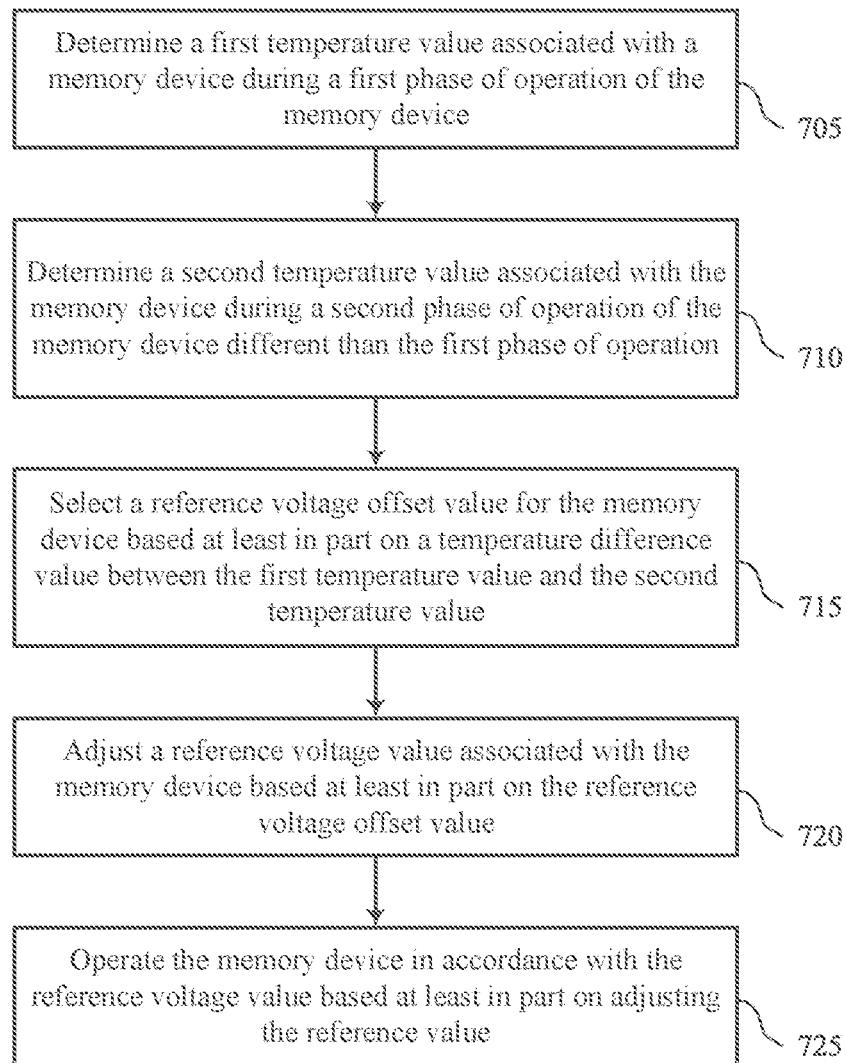 Determine a first temperature value associated with a
memory device during a first phase of operation of the
memory device
705
Determine a second temperature value associated with the
memory device during a second phase of operation of the
memory device different than the first phase of operation
710
Select a reference voltage offset value for the memory
device based at least in part on a temperature difference
value between the first temperature value and the second
temperature value
715
Adjust a reference voltage value associated with the
memory device based at least in part on the reference
voltage offset value
720
Operate the memory device in accordance with the
reference voltage value based at least in part on adjusting
the reference value
725